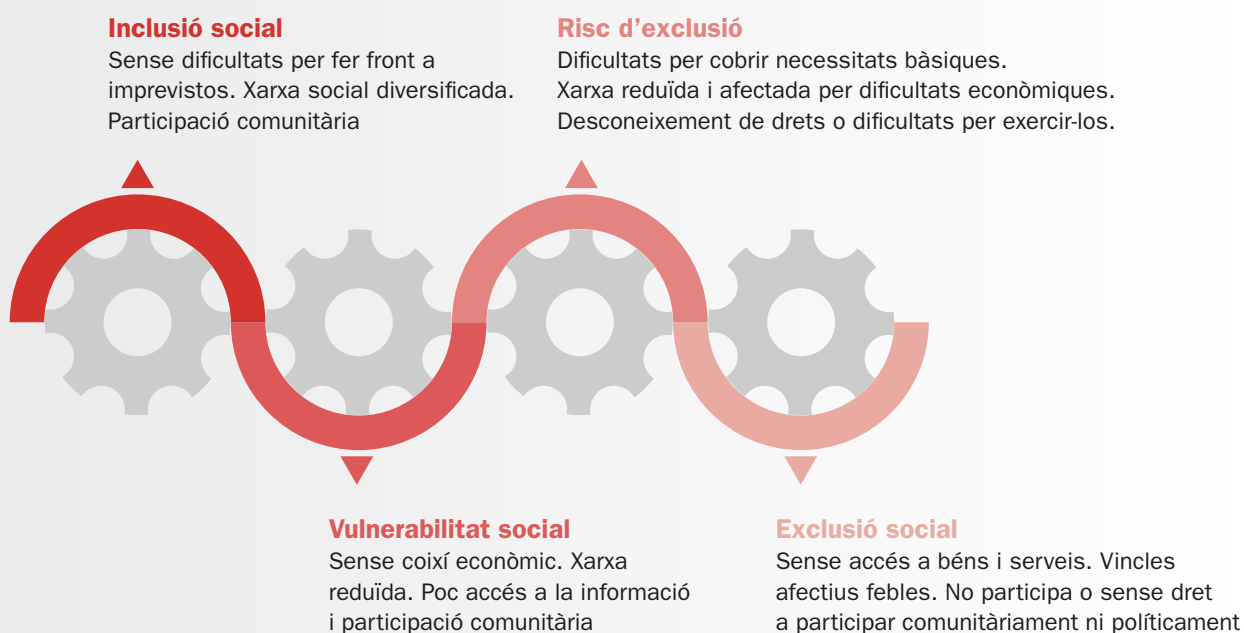 Inclusió social
Sense dificultats per fer front a
imprevistos. Xarxa social diversificada.
Participació comunitària
Risc d’exclusió
Dificultats per cobrir necessitats bàsiques.
Xarxa reduïda i afectada per dificultats econòmiques.
Desconeixement de drets o dificultats per exercir-los.
Vulnerabilitat social
Sense coixí econòmic. Xarxa
reduïda. Poc accés a la informació
i participació comunitària
Exclusió social
Sense accés a béns i serveis. Vincles
afectius febles. No participa o sense dret
a participar comunitàriament ni políticament